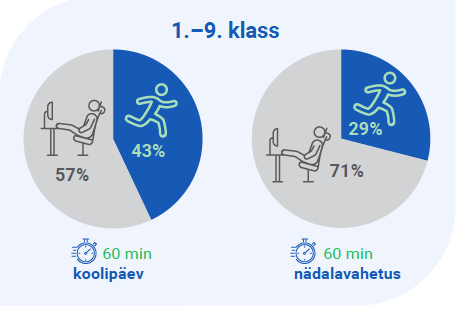 1.–9. klass
43%
57%
29%
71%
60 min
koolipäev
60 min
nädalavahetus